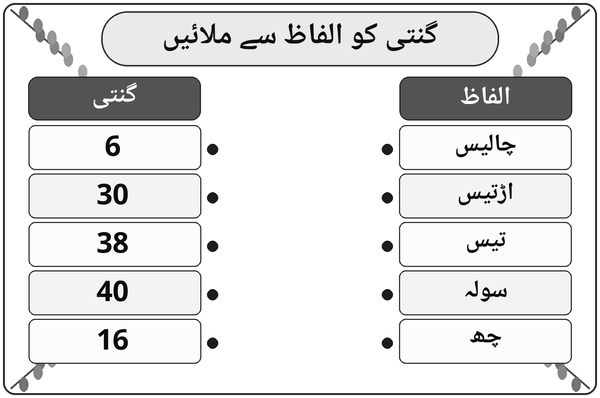 گنتی کو الفاظ سے ملائیں
الفاظ گنتی
چالیس 6
اڑتیس 30
تیس 38
سولہ 40
چھ 16